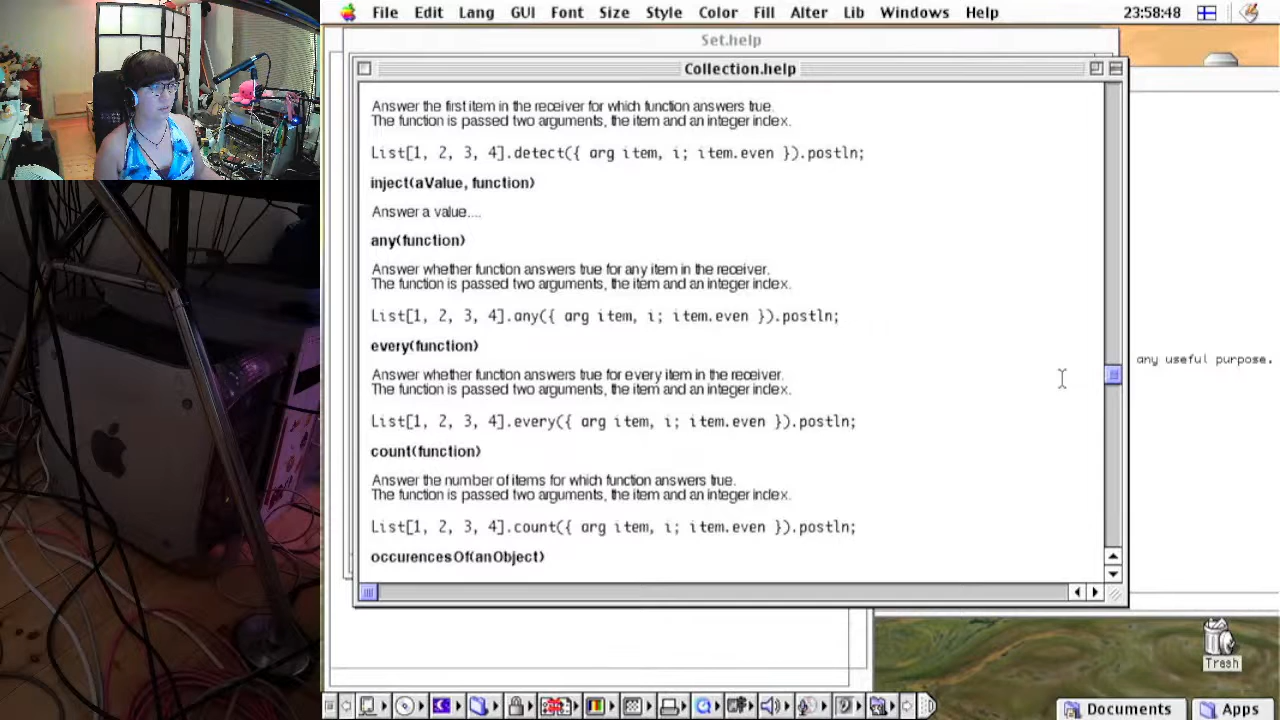 File Edit Lang GUI Font Size Style Color Fill Alter Lib Windows Help 23:58:48
Set.help
Collection.help
Answer the first item in the receiver for which function answers true.
The function is passed two arguments, the item and an integer index.
List[1, 2, 3, 4].detect({ arg item, i; item.even }).postln;
inject(aValue, function)
Answer a value....
any(function)
Answer whether function answers true for any item in the receiver.
The function is passed two arguments, the item and an integer index.
List[1, 2, 3, 4].any({ arg item, i; item.even }).postln;
every(function)
Answer whether function answers true for every item in the receiver.
The function is passed two arguments, the item and an integer index.
List[1, 2, 3, 4].every({ arg item, i; item.even }).postln;
count(function)
Answer the number of items for which function answers true.
The function is passed two arguments, the item and an integer index.
List[1, 2, 3, 4].count({ arg item, i; item.even }).postln;
occurencesOf(anObject)
any useful purpose.
Trash
Documents
Apps